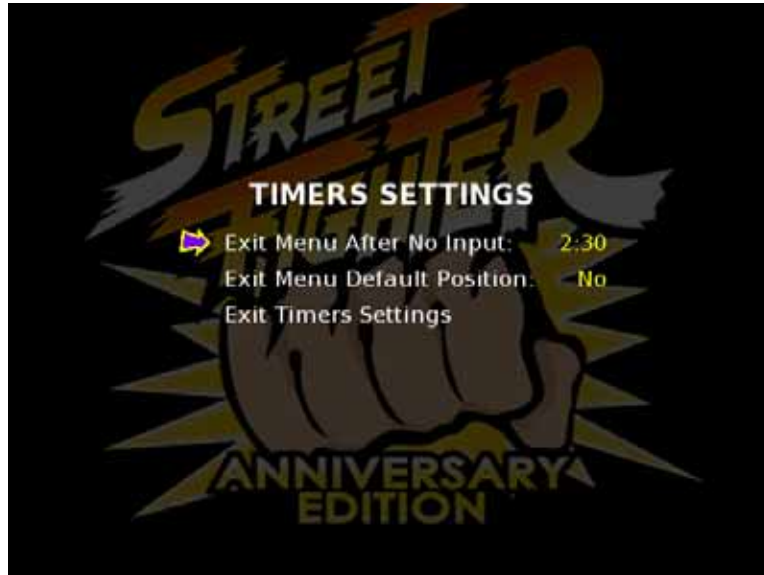 STREET
FIGHTER
TIMERS SETTINGS
Exit Menu After No Input: 2:30
Exit Menu Default Position: No
Exit Timers Settings
ANNIVERSARY
EDITION